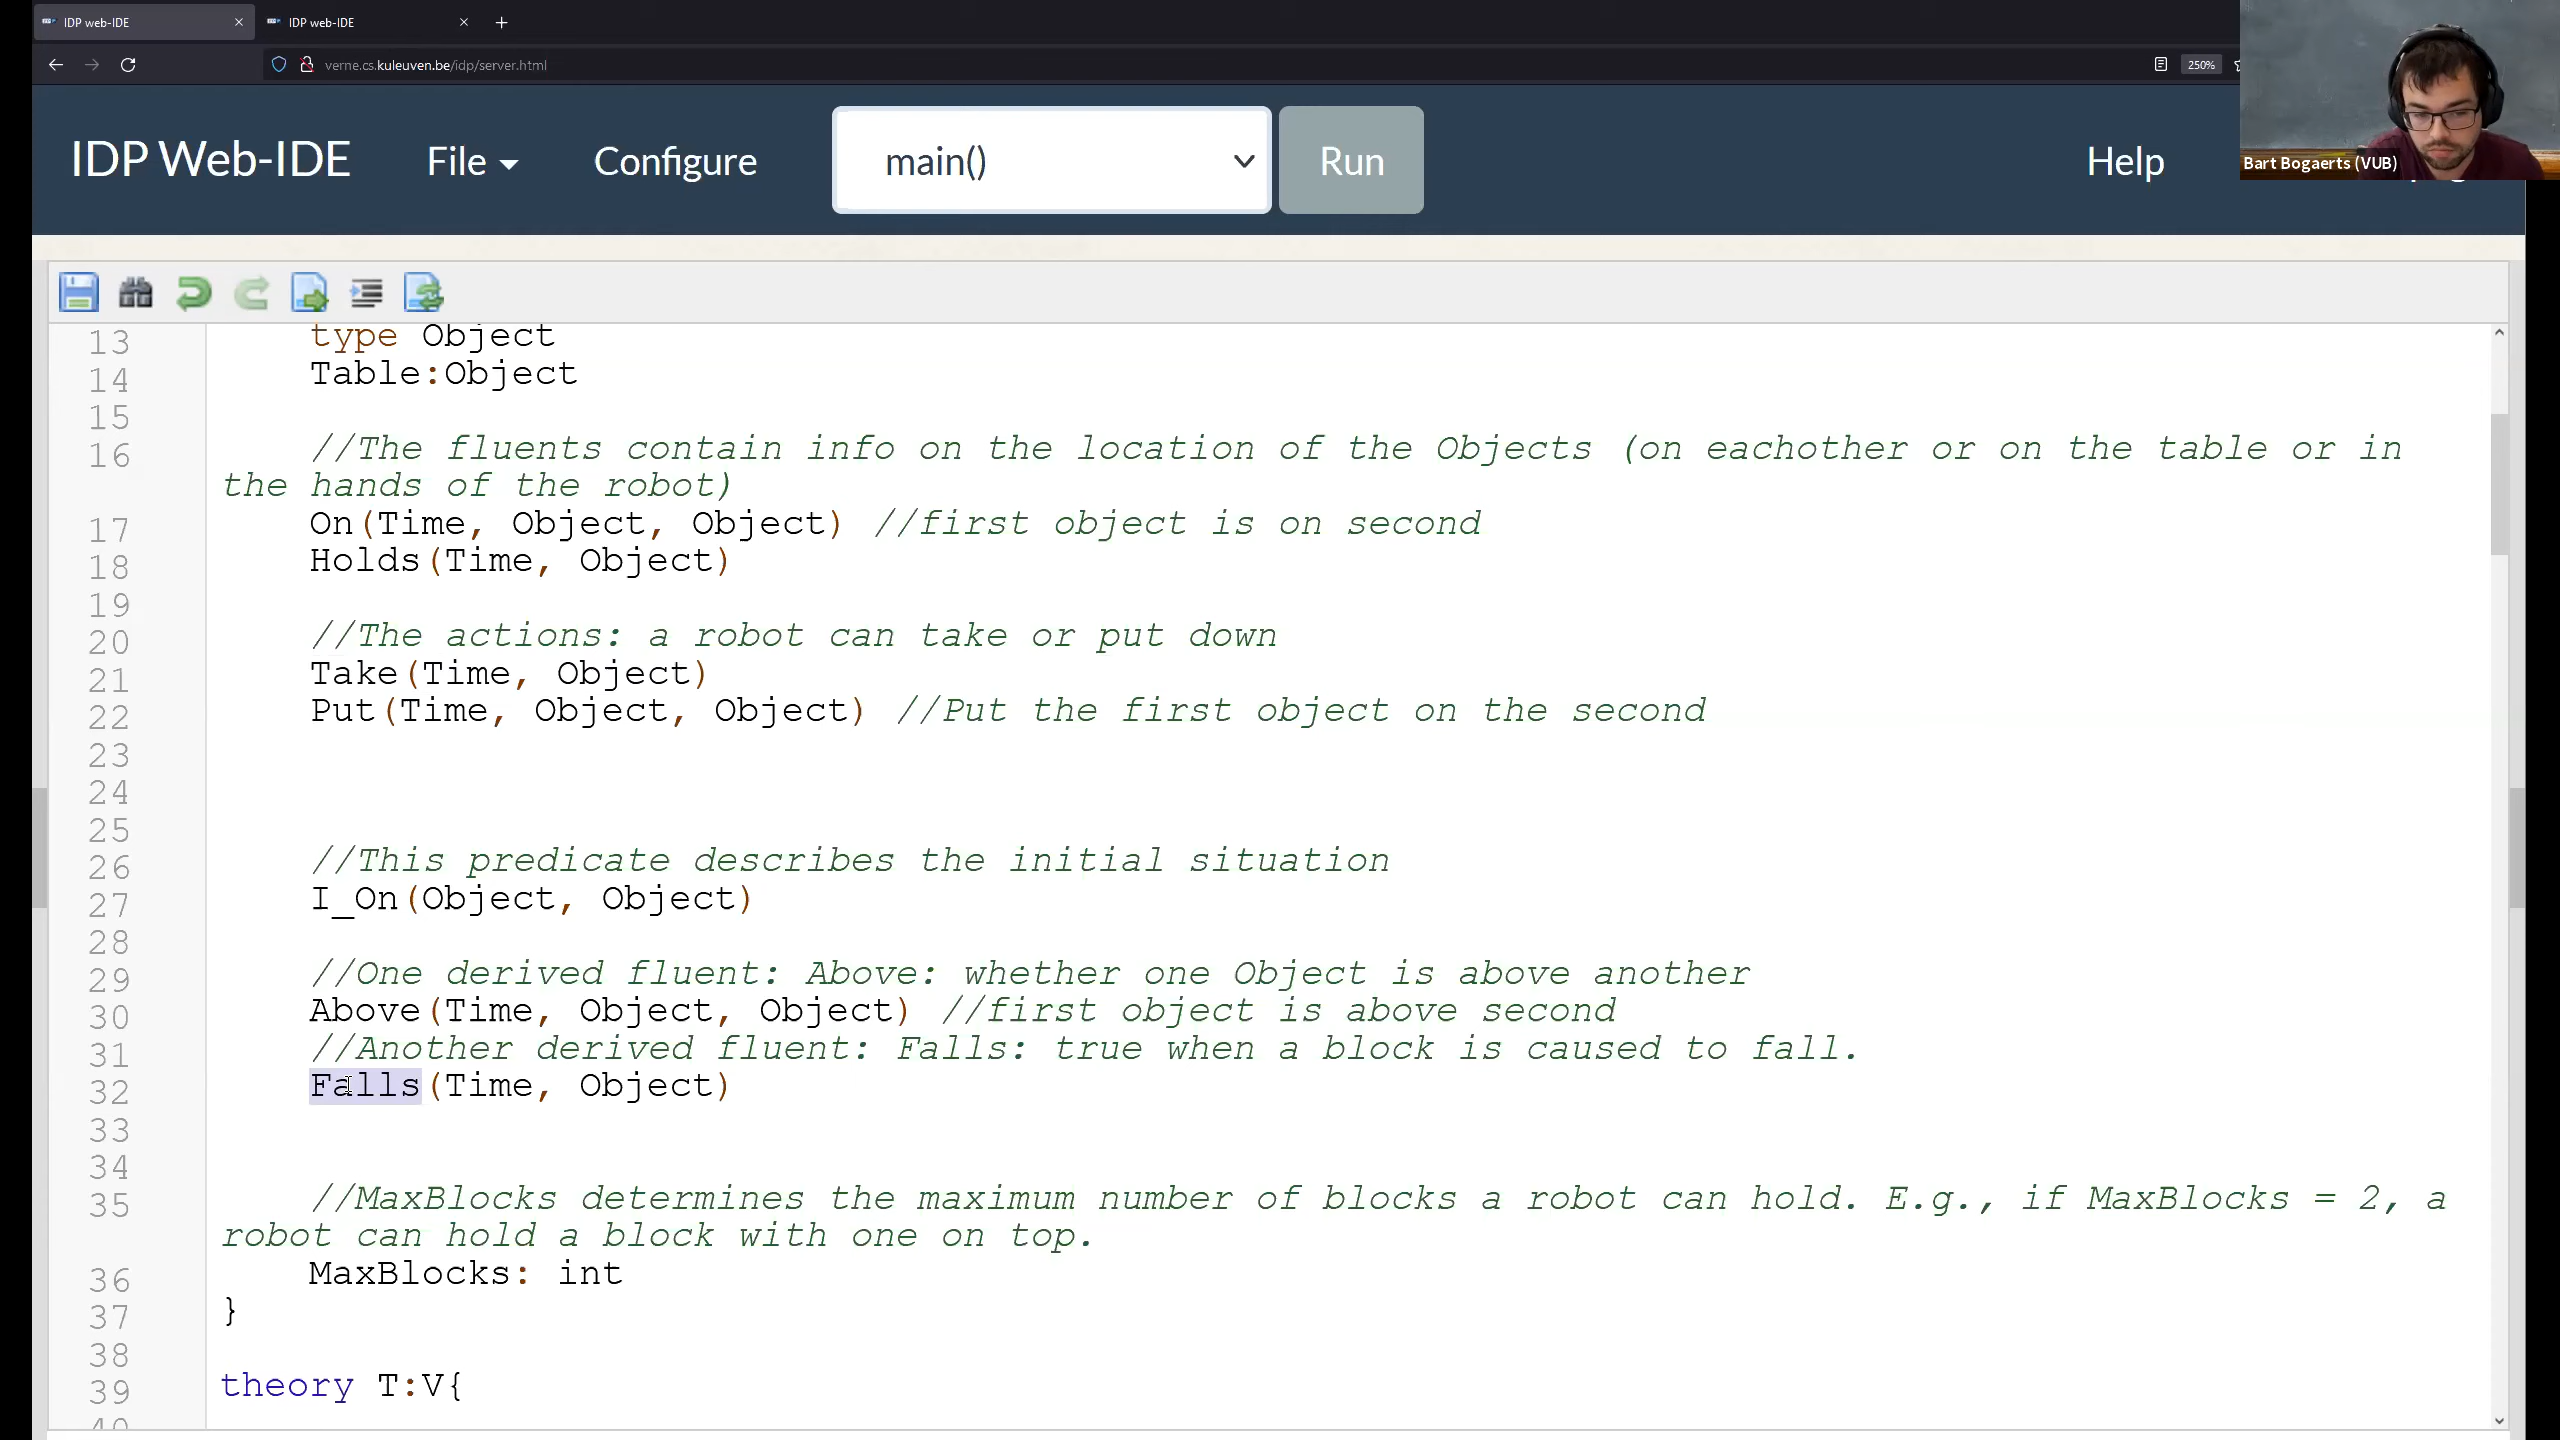 IDP web-IDE
IDP web-IDE
verne.cs.kuleuven.be/idp/server.html
250%
IDP Web-IDE
File
Configure
main()
Run
Help
Bart Bogaerts (VUB)
13 type Object
14 Table:Object
15
16 //The fluents contain info on the location of the Objects (on eachother or on the table or in
the hands of the robot)
17 On(Time, Object, Object) //first object is on second
18 Holds(Time, Object)
19
20 //The actions: a robot can take or put down
21 Take(Time, Object)
22 Put(Time, Object, Object) //Put the first object on the second
23
24
25
26 //This predicate describes the initial situation
27 I_On(Object, Object)
28
29 //One derived fluent: Above: whether one Object is above another
30 Above(Time, Object, Object) //first object is above second
31 //Another derived fluent: Falls: true when a block is caused to fall.
32 Falls(Time, Object)
33
34
35 //MaxBlocks determines the maximum number of blocks a robot can hold. E.g., if MaxBlocks = 2, a
robot can hold a block with one on top.
36 MaxBlocks: int
37 }
38
39 theory T:V{
40